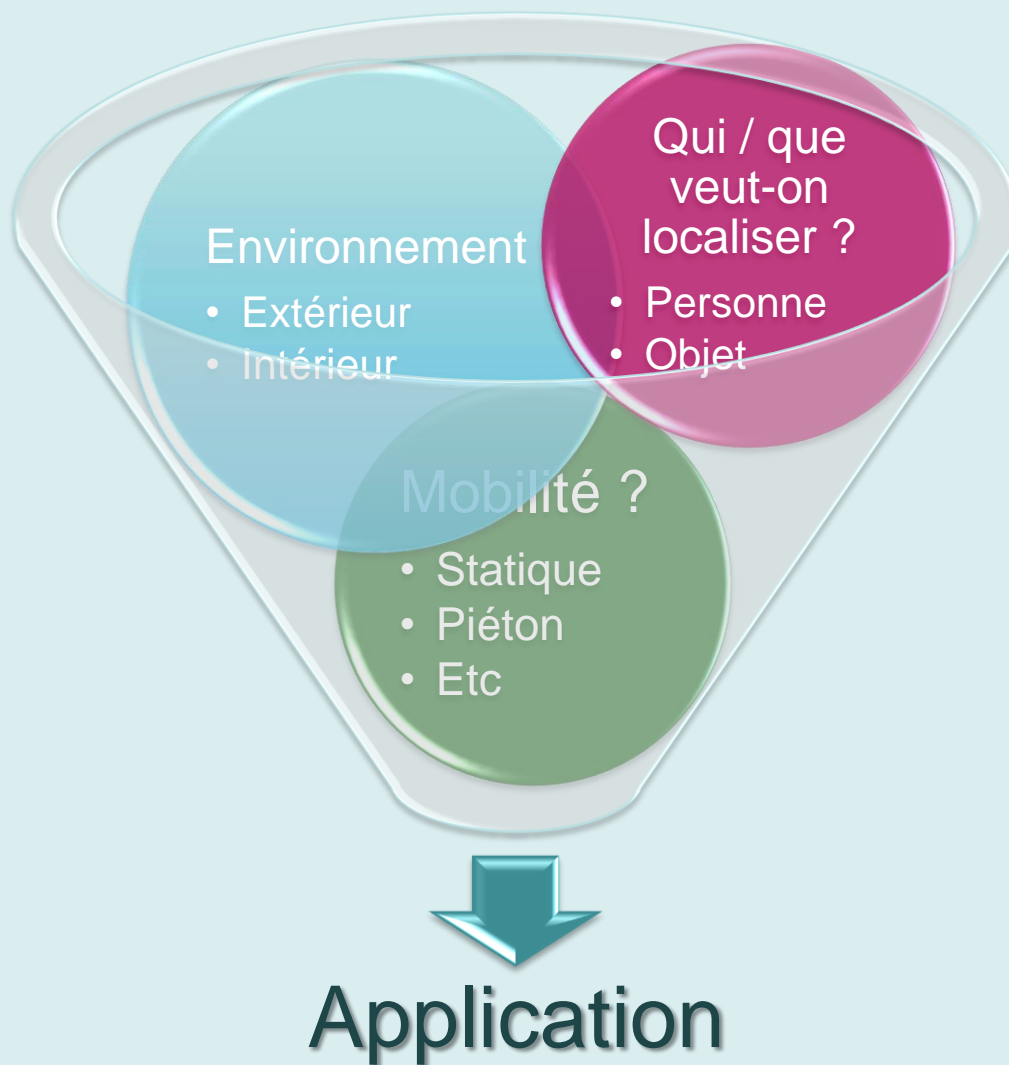 Environnement
• Extérieur
• Intérieur
Qui / que
veut-on
localiser ?
• Personne
• Objet
Mobilité ?
• Statique
• Piéton
• Etc
Application